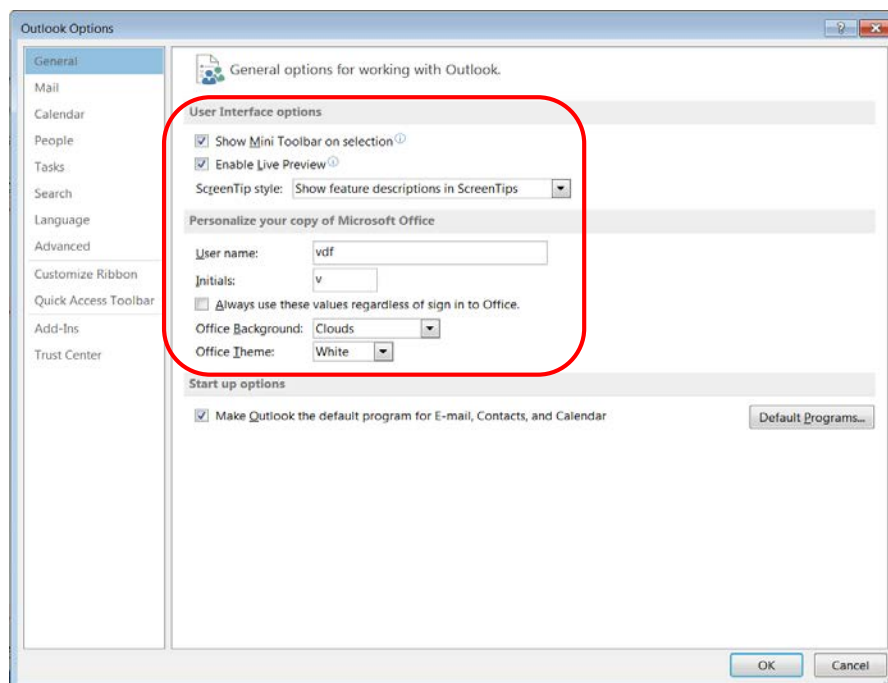 Outlook Options
General
Mail
Calendar
People
Tasks
Search
Language
Advanced
Customize Ribbon
Quick Access Toolbar
Add-Ins
Trust Center
General options for working with Outlook.
User Interface options
Show Mini Toolbar on selection
Enable Live Preview
ScreenTip style: Show feature descriptions in ScreenTips
Personalize your copy of Microsoft Office
User name: vdf
Initials: v
Always use these values regardless of sign in to Office.
Office Background: Clouds
Office Theme: White
Start up options
Make Outlook the default program for E-mail, Contacts, and Calendar
Default Programs...
OK
Cancel